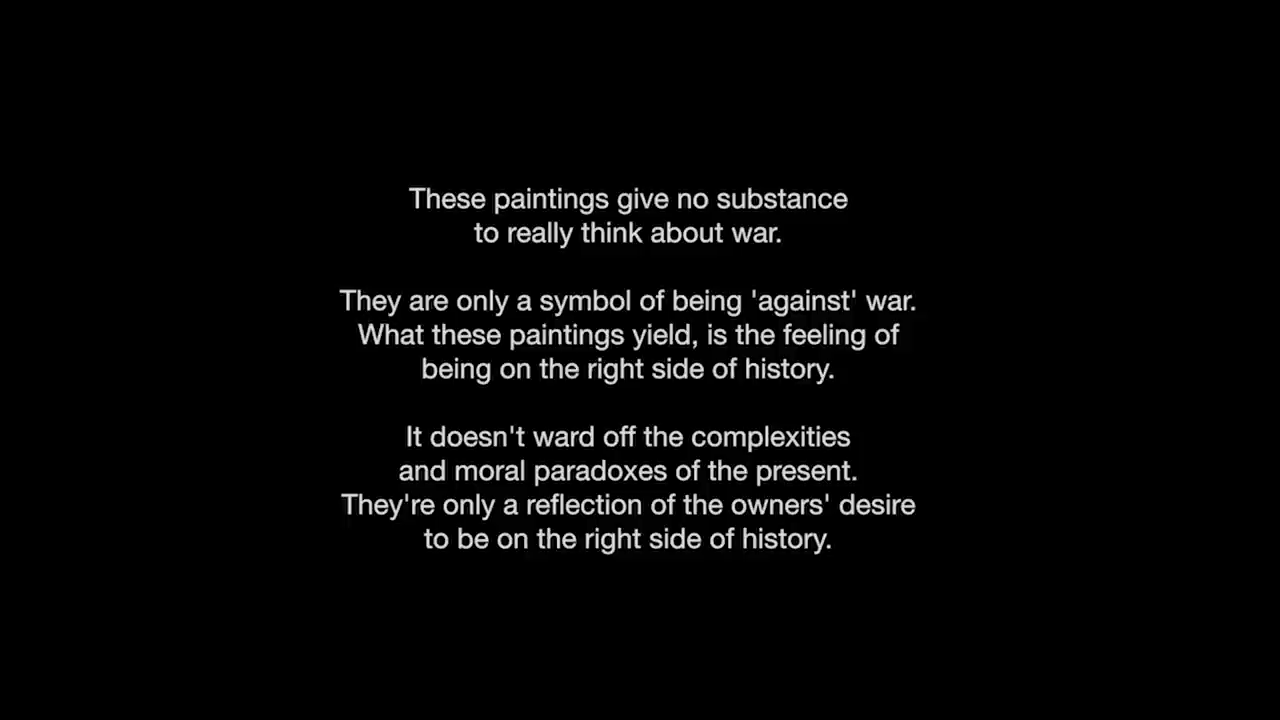 These paintings give no substance
to really think about war.
They are only a symbol of being 'against' war.
What these paintings yield, is the feeling of
being on the right side of history.
It doesn't ward off the complexities
and moral paradoxes of the present.
They're only a reflection of the owners' desire
to be on the right side of history.